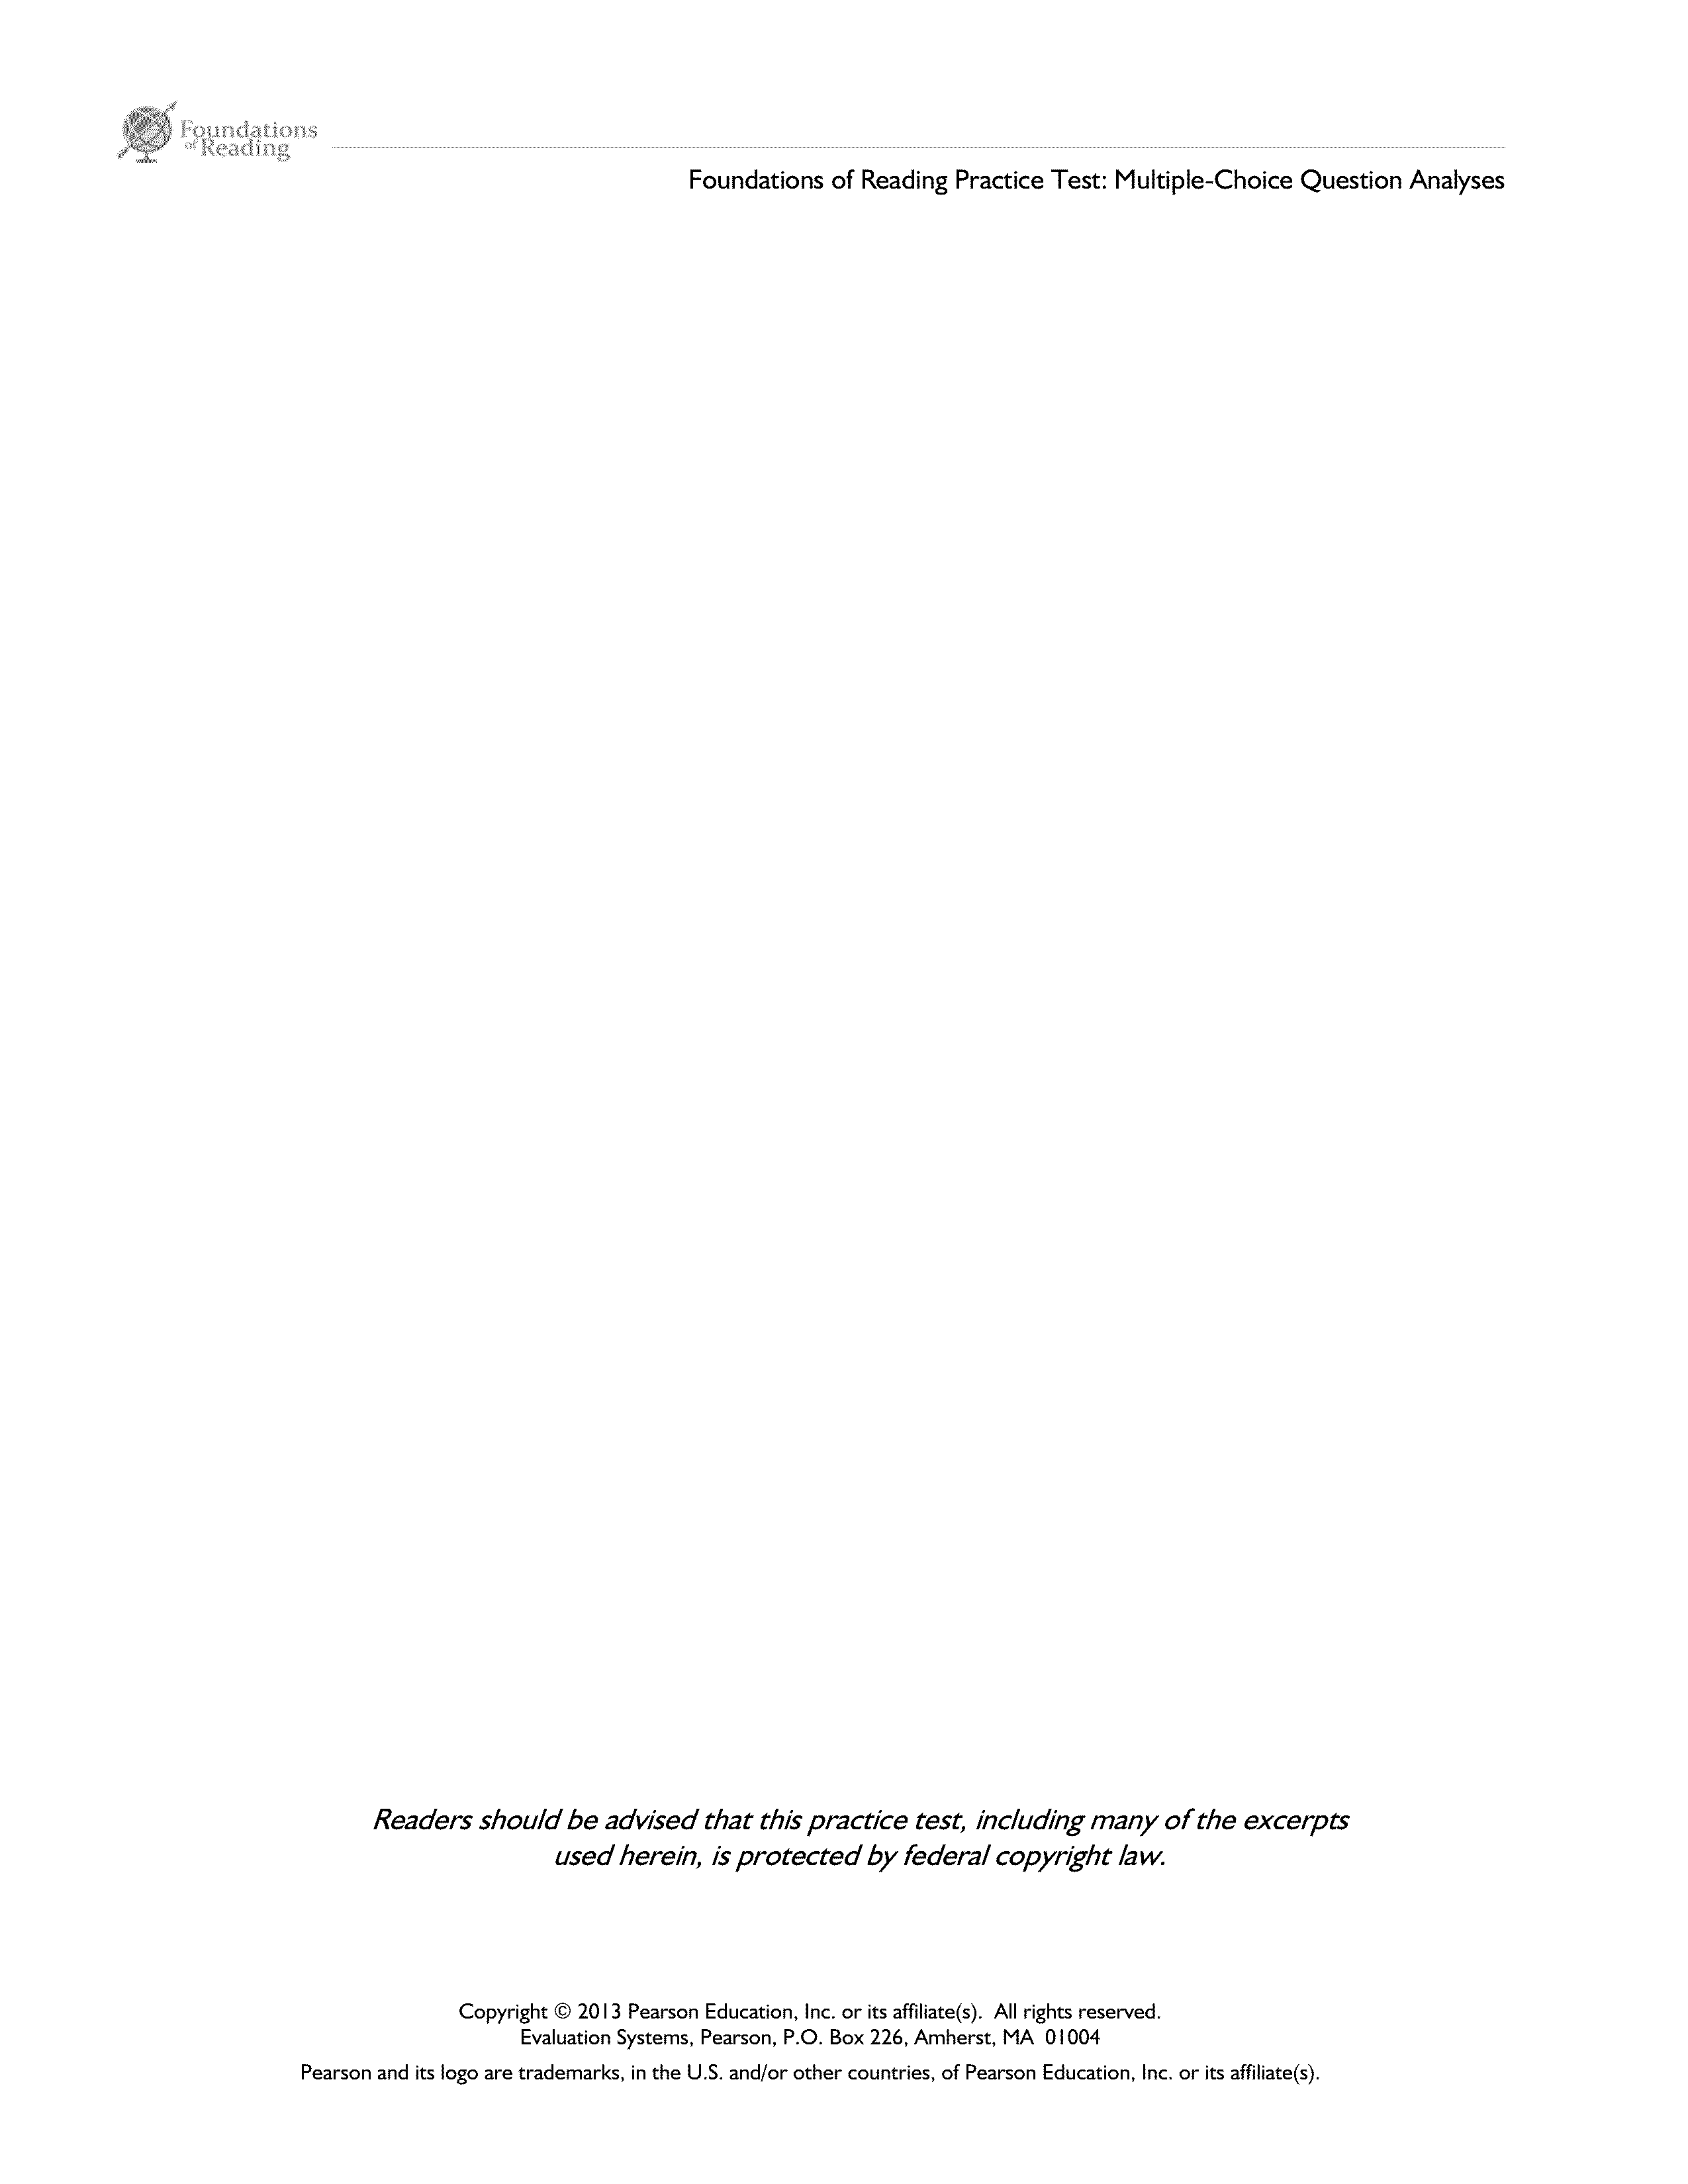 Foundations
of Reading
Foundations of Reading Practice Test: Multiple-Choice Question Analyses
Readers should be advised that this practice test, including many of the excerpts
used herein, is protected by federal copyright law.
Copyright © 2013 Pearson Education, Inc. or its affiliate(s).  All rights reserved.
Evaluation Systems, Pearson, P.O. Box 226, Amherst, MA  01004
Pearson and its logo are trademarks, in the U.S. and/or other countries, of Pearson Education, Inc. or its affiliate(s).